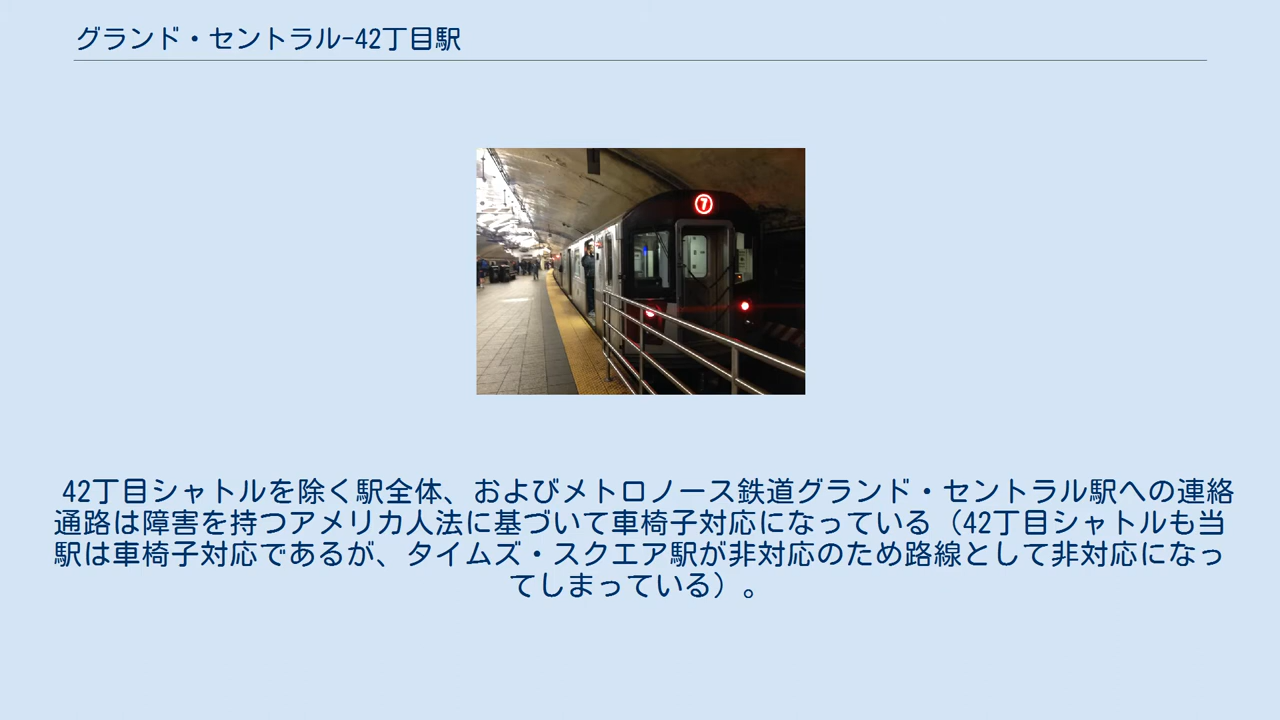 グランド・セントラル-42丁目駅
7
42丁目シャトルを除く駅全体、およびメトロノース鉄道グランド・セントラル駅への連絡
通路は障害を持つアメリカ人法に基づいて車椅子対応になっている（42丁目シャトルも当
駅は車椅子対応であるが、タイムズ・スクエア駅が非対応のため路線として非対応になっ
てしまっている）。